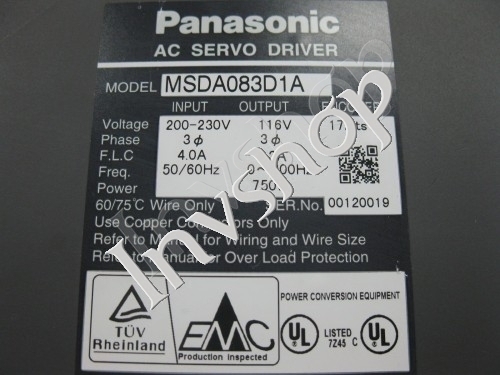 Panasonic
AC SERVO DRIVER
MODEL MSDA083D1A
INPUT OUTPUT
Voltage 200-230V 116V
Phase 3ϕ 3ϕ
F.L.C 4.0A
Freq. 50/60Hz
Power 750
60/75℃ Wire Only SER.No. 00120019
Use Copper Conductors Only
Refer to Manual for Wiring and Wire Size
Refer to Manual for Over Load Protection
TÜV
Rheinland
EMC
Production inspected
POWER CONVERSION EQUIPMENT
UL LISTED UL
7Z45 C
Invshop